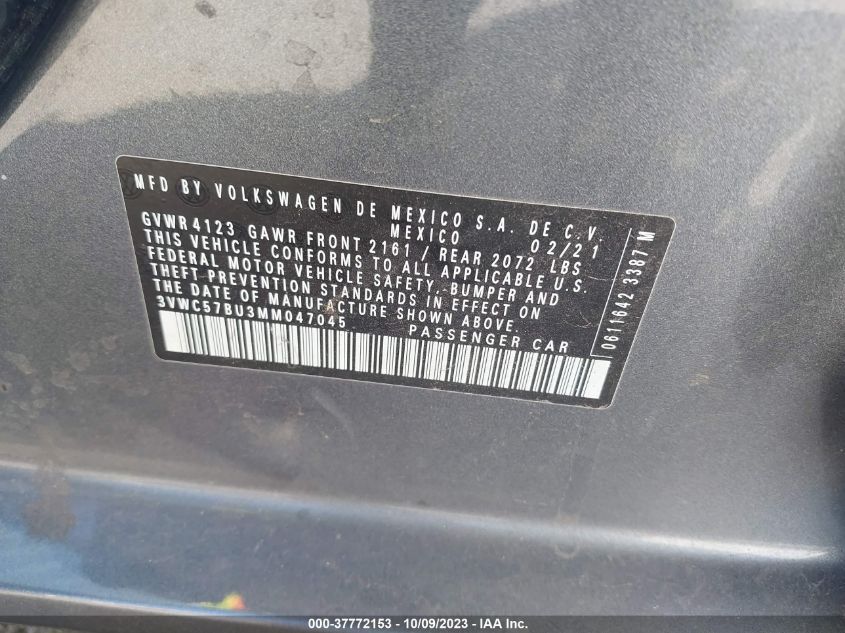 MFD BY VOLKSWAGEN DE MEXICO S.A. DE C.V.
MEXICO 02/21
GVWR 4123 GAWR FRONT 2161 / REAR 2072 LBS
THIS VEHICLE CONFORMS TO ALL APPLICABLE U.S.
FEDERAL MOTOR VEHICLE SAFETY, BUMPER AND
THEFT PREVENTION STANDARDS IN EFFECT ON
THE DATE OF MANUFACTURE SHOWN ABOVE.
3VWC57BU3MM047045 PASSENGER CAR
0611642 3387 M
000-37772153 - 10/09/2023 - IAA Inc.